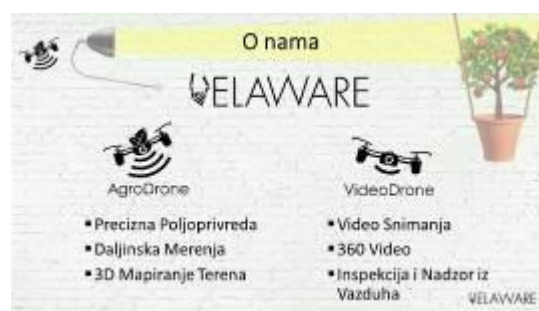 O nama
VELAWARE
AgroDrone
Precizna Poljoprivreda
Daljinska Merenja
3D Mapiranje Terena
VideoDrone
Video Snimanja
360 Video
Inspekcija i Nadzor iz
Vazduha
VELAWARE